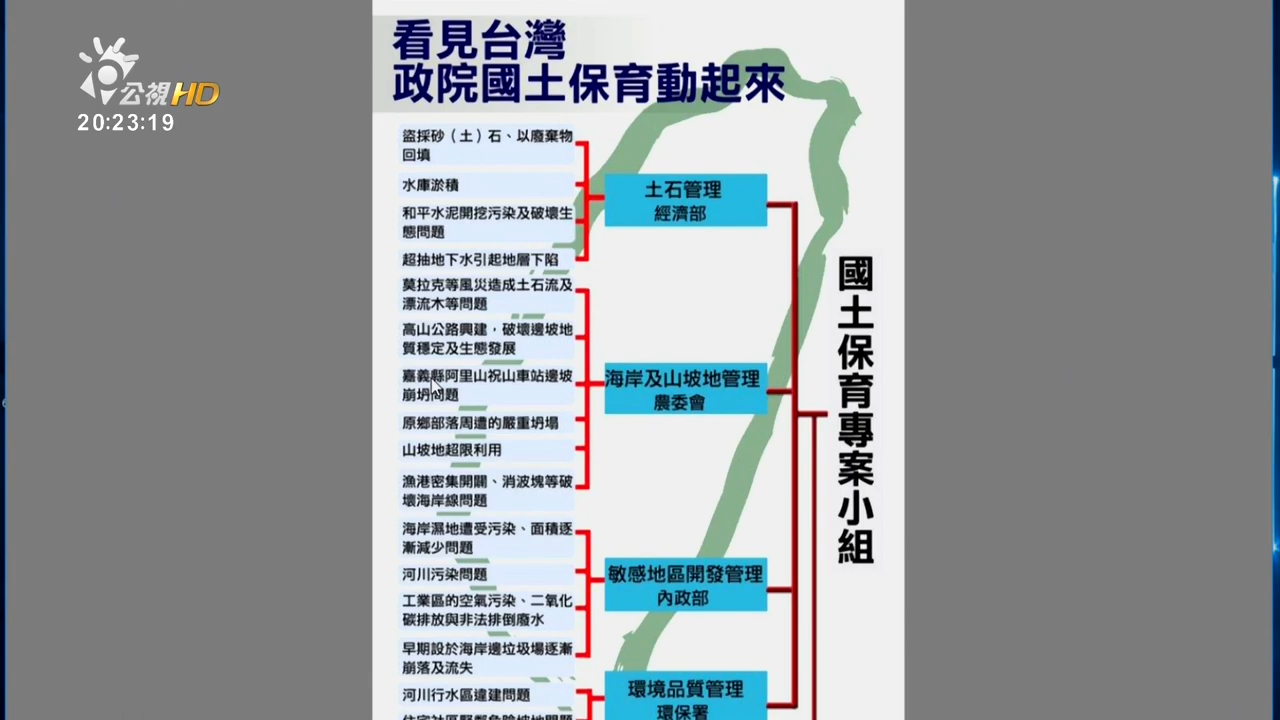 公視HD
20:23:19
看見台灣
政院國土保育動起來
盜採砂（土）石、以廢棄物
回填
水庫淤積
和平水泥開挖污染及破壞生
態問題
超抽地下水引起地層下陷
土石管理
經濟部
莫拉克等風災造成土石流及
漂流木等問題
高山公路興建，破壞邊坡地
質穩定及生態發展
嘉義縣阿里山祝山車站邊坡
崩坍問題
原鄉部落周遭的嚴重坍塌
山坡地超限利用
漁港密集開闢、消波塊等破
壞海岸線問題
海岸及山坡地管理
農委會
海岸濕地遭受污染、面積逐
漸減少問題
河川污染問題
工業區的空氣污染、二氧化
碳排放與非法排倒廢水
早期設於海岸邊垃圾場逐漸
崩落及流失
敏感地區開發管理
內政部
河川行水區違建問題
環境品質管理
環保署
國土保育專案小組